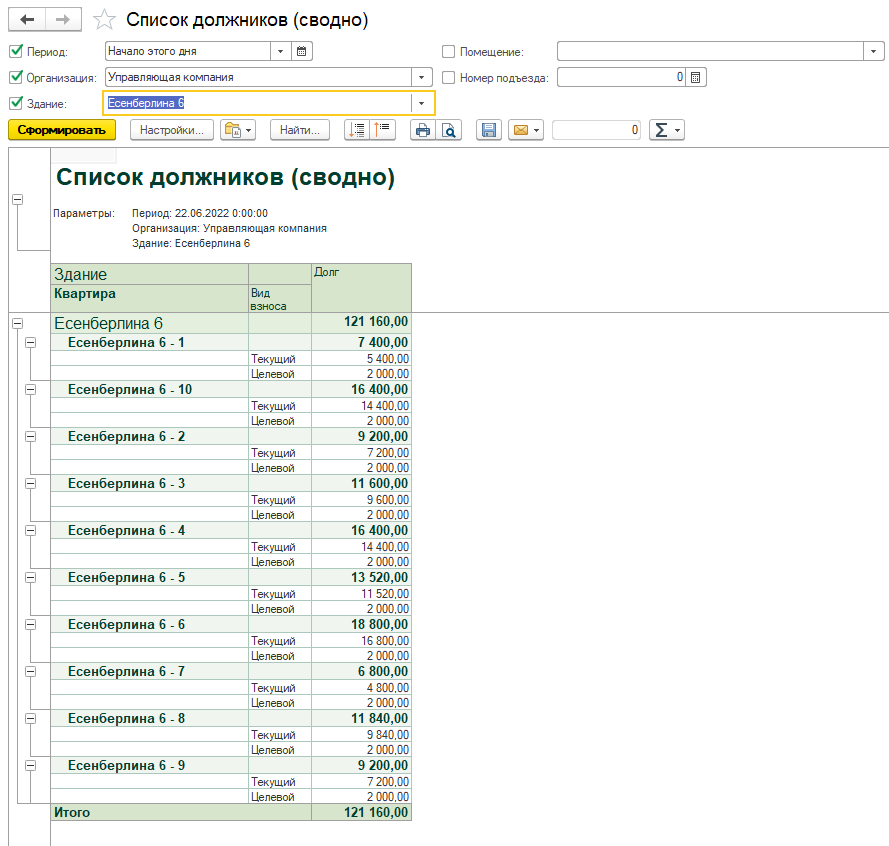 Список должников (сводно)
Период: Начало этого дня Помещение:
Организация: Управляющая компания Номер подъезда: 0
Здание: Есенберлина 6
Сформировать Настройки... Найти... 0 Σ
Список должников (сводно)
Параметры: Период: 22.06.2022 0:00:00
Организация: Управляющая компания
Здание: Есенберлина 6
Здание Долг
Квартира Вид
взноса
Есенберлина 6 121 160,00
Есенберлина 6 - 1 7 400,00
Текущий 5 400,00
Целевой 2 000,00
Есенберлина 6 - 10 16 400,00
Текущий 14 400,00
Целевой 2 000,00
Есенберлина 6 - 2 9 200,00
Текущий 7 200,00
Целевой 2 000,00
Есенберлина 6 - 3 11 600,00
Текущий 9 600,00
Целевой 2 000,00
Есенберлина 6 - 4 16 400,00
Текущий 14 400,00
Целевой 2 000,00
Есенберлина 6 - 5 13 520,00
Текущий 11 520,00
Целевой 2 000,00
Есенберлина 6 - 6 18 800,00
Текущий 16 800,00
Целевой 2 000,00
Есенберлина 6 - 7 6 800,00
Текущий 4 800,00
Целевой 2 000,00
Есенберлина 6 - 8 11 840,00
Текущий 9 840,00
Целевой 2 000,00
Есенберлина 6 - 9 9 200,00
Текущий 7 200,00
Целевой 2 000,00
Итого 121 160,00